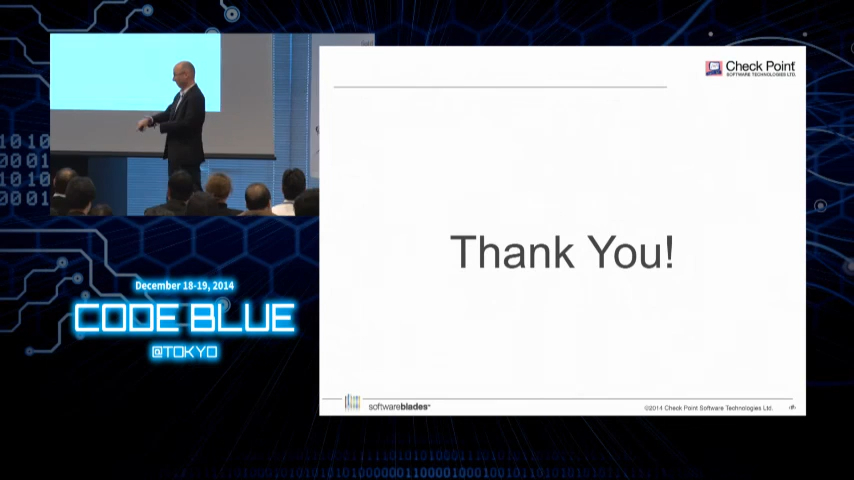 Check Point
SOFTWARE TECHNOLOGIES LTD.
Thank You!
December 18-19, 2014
CODE BLUE
@TOKYO
softwareblades™
©2014 Check Point Software Technologies Ltd.